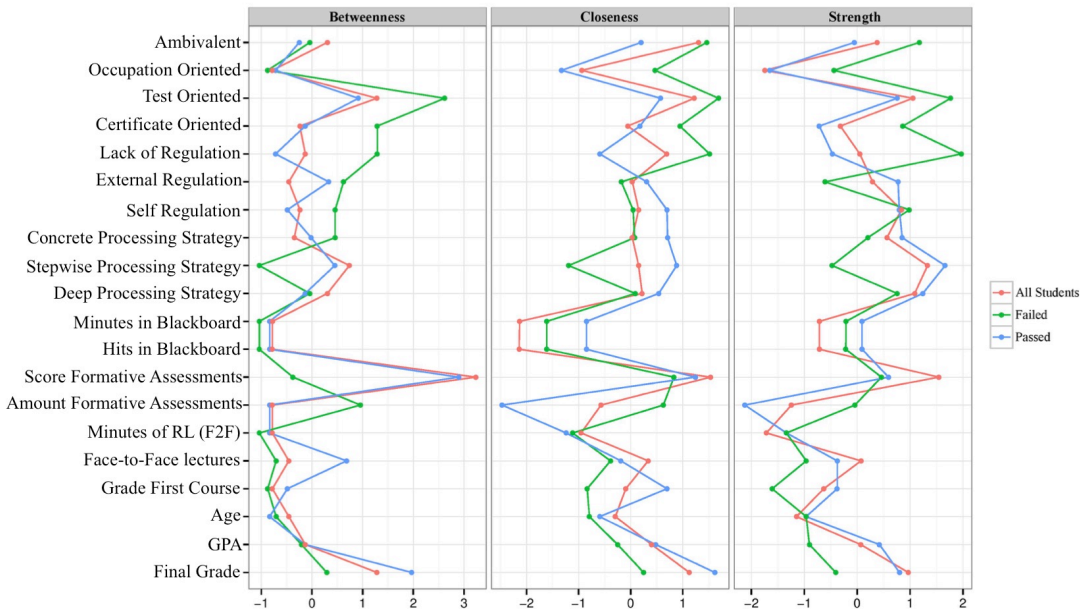 Betweenness Closeness Strength
Ambivalent
Occupation Oriented
Test Oriented
Certificate Oriented
Lack of Regulation
External Regulation
Self Regulation
Concrete Processing Strategy
Stepwise Processing Strategy
Deep Processing Strategy
Minutes in Blackboard
Hits in Blackboard
Score Formative Assessments
Amount Formative Assessments
Minutes of RL (F2F)
Face-to-Face lectures
Grade First Course
Age
GPA
Final Grade
−1 0 1 2 3 −2 −1 0 1 −2 −1 0 1 2
All Students
Failed
Passed